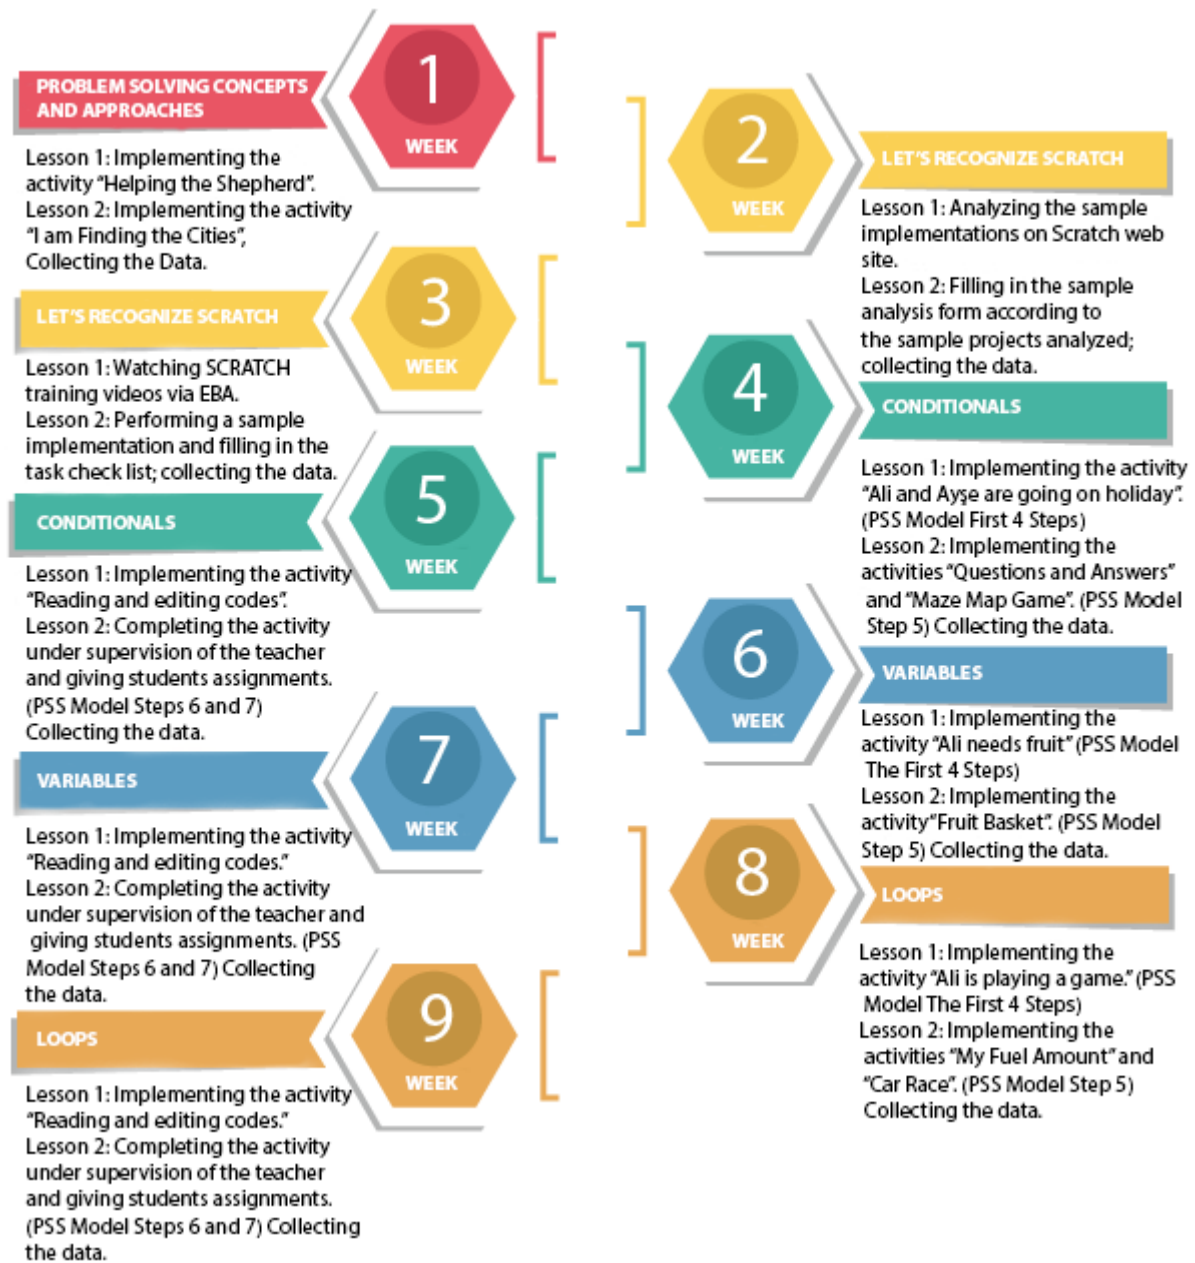 1
WEEK
PROBLEM SOLVING CONCEPTS
AND APPROACHES
Lesson 1: Implementing the
activity “Helping the Shepherd”.
Lesson 2: Implementing the activity
“I am Finding the Cities”,
Collecting the Data.
2
WEEK
LET’S RECOGNIZE SCRATCH
Lesson 1: Analyzing the sample
implementations on Scratch web
site.
Lesson 2: Filling in the sample
analysis form according to
the sample projects analyzed;
collecting the data.
3
WEEK
LET’S RECOGNIZE SCRATCH
Lesson 1: Watching SCRATCH
training videos via EBA.
Lesson 2: Performing a sample
implementation and filling in the
task check list; collecting the data.
4
WEEK
CONDITIONALS
Lesson 1: Implementing the activity
“Ali and Ayşe are going on holiday”.
(PSS Model First 4 Steps)
Lesson 2: Implementing the
activities “Questions and Answers”
and “Maze Map Game”. (PSS Model
Step 5) Collecting the data.
5
WEEK
CONDITIONALS
Lesson 1: Implementing the activity
“Reading and editing codes”.
Lesson 2: Completing the activity
under supervision of the teacher
and giving students assignments.
(PSS Model Steps 6 and 7)
Collecting the data.
6
WEEK
VARIABLES
Lesson 1: Implementing the
activity “Ali needs fruit” (PSS Model
The First 4 Steps)
Lesson 2: Implementing the
activity“Fruit Basket”. (PSS Model
Step 5) Collecting the data.
7
WEEK
VARIABLES
Lesson 1: Implementing the activity
“Reading and editing codes.”
Lesson 2: Completing the activity
under supervision of the teacher and
giving students assignments. (PSS
Model Steps 6 and 7) Collecting
the data.
8
WEEK
LOOPS
Lesson 1: Implementing the
activity “Ali is playing a game.” (PSS
Model The First 4 Steps)
Lesson 2: Implementing the
activities “My Fuel Amount” and
“Car Race”. (PSS Model Step 5)
Collecting the data.
9
WEEK
LOOPS
Lesson 1: Implementing the activity
“Reading and editing codes.”
Lesson 2: Completing the activity
under supervision of the teacher
and giving students assignments.
(PSS Model Steps 6 and 7) Collecting
the data.